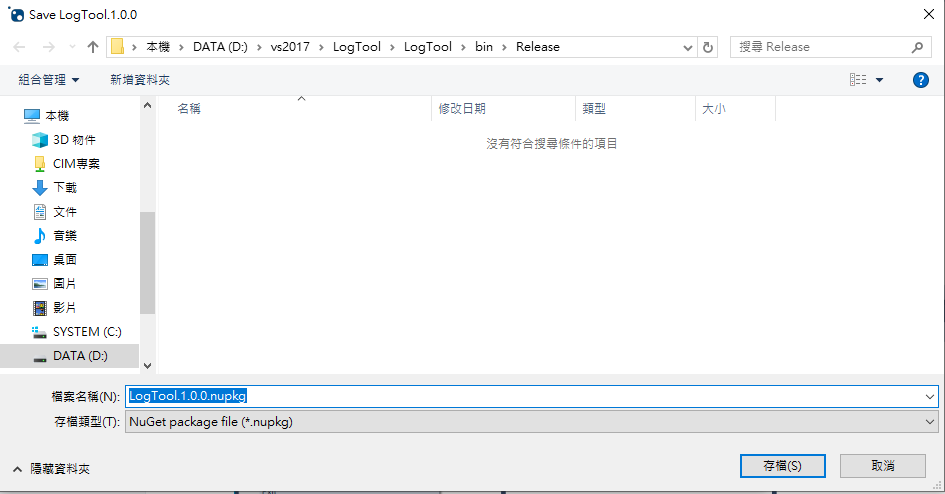 Save LogTool.1.0.0
本機 > DATA (D:) > vs2017 > LogTool > LogTool > bin > Release
搜尋 Release
組合管理 新增資料夾
名稱 修改日期 類型 大小
沒有符合搜尋條件的項目
本機
3D 物件
CIM專案
下載
文件
音樂
桌面
圖片
影片
SYSTEM (C:)
DATA (D:)
檔案名稱(N): LogTool.1.0.0.nupkg
存檔類型(T): NuGet package file (*.nupkg)
隱藏資料夾
存檔(S) 取消